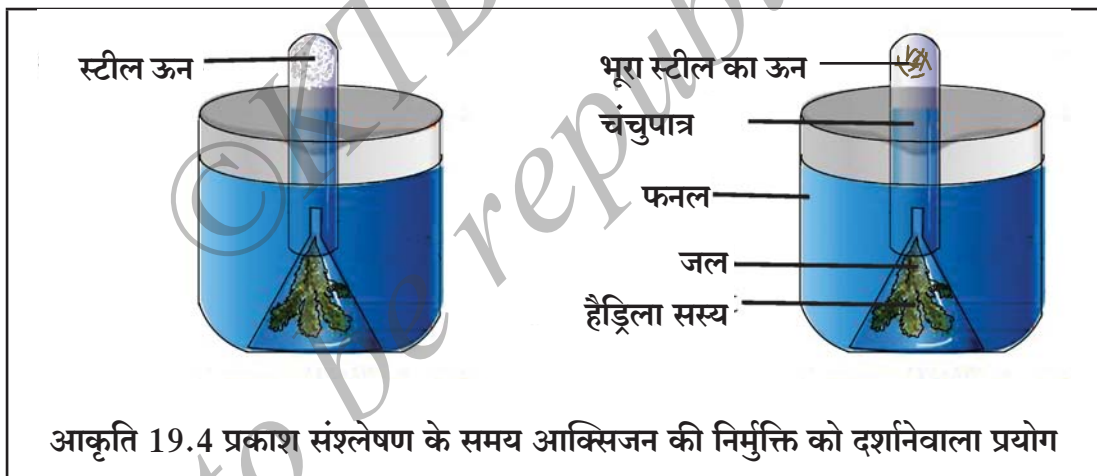 स्टील ऊन
भूरा स्टील का ऊन
चंचुपात्र
फनल
जल
हैड्रिला सस्य
आकृति 19.4 प्रकाश संश्लेषण के समय आक्सिजन की निर्मुक्ति को दर्शानेवाला प्रयोग